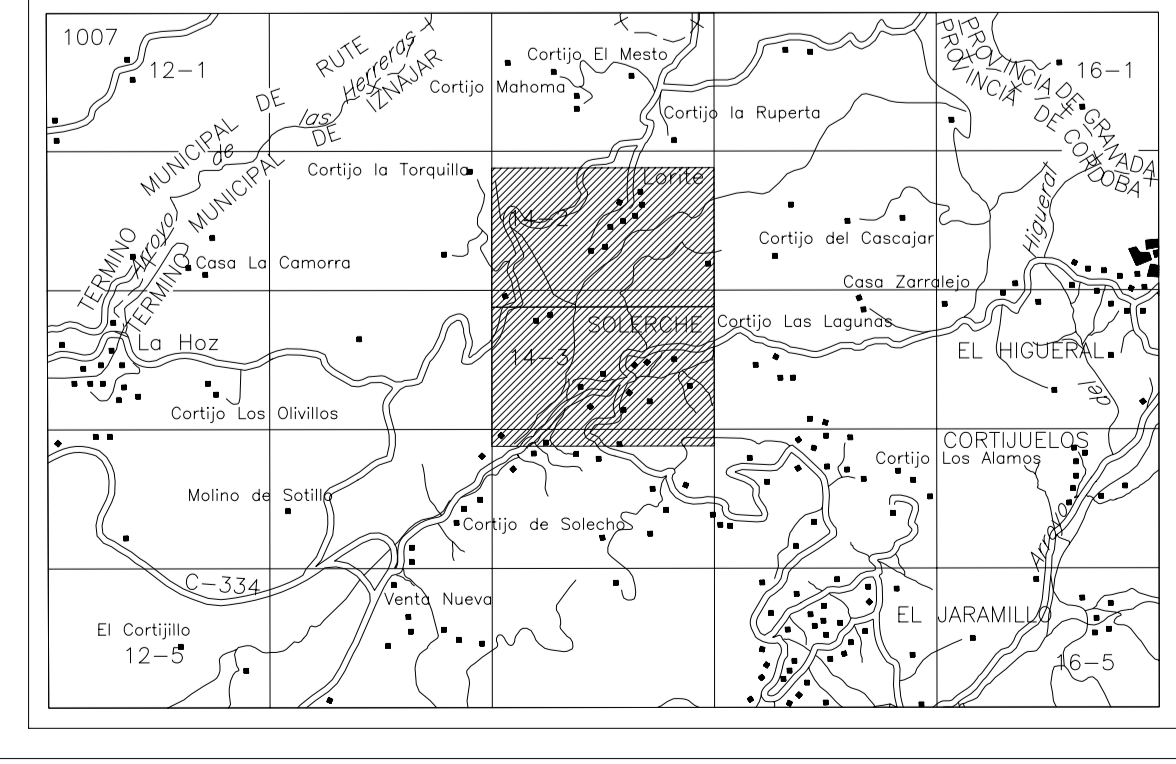 1007
12-1
RUTE
las Herreras
IZNAJAR
Cortijo El Mesto
Cortijo Mahoma
Cortijo la Ruperta
PROVINCIA DE GRANADA
PROVINCIA DE CORDOBA
16-1
TERMINO MUNICIPAL DE
Arroyo de
TERMINO MUNICIPAL DE
Cortijo la Torquilla
Lorite
14-2
Higueral
Casa La Camorra
Cortijo del Cascajar
Casa Zarralejo
La Hoz
SOLERCHE
Cortijo Las Lagunas
14-3
EL HIGUERAL
del
Cortijo Los Olivillos
CORTIJUELOS
Cortijo Los Alamos
Molino de Sotillo
Cortijo de Solecho
Arroyo
C-334
Venta Nueva
EL JARAMILLO
El Cortijillo
12-5
16-5